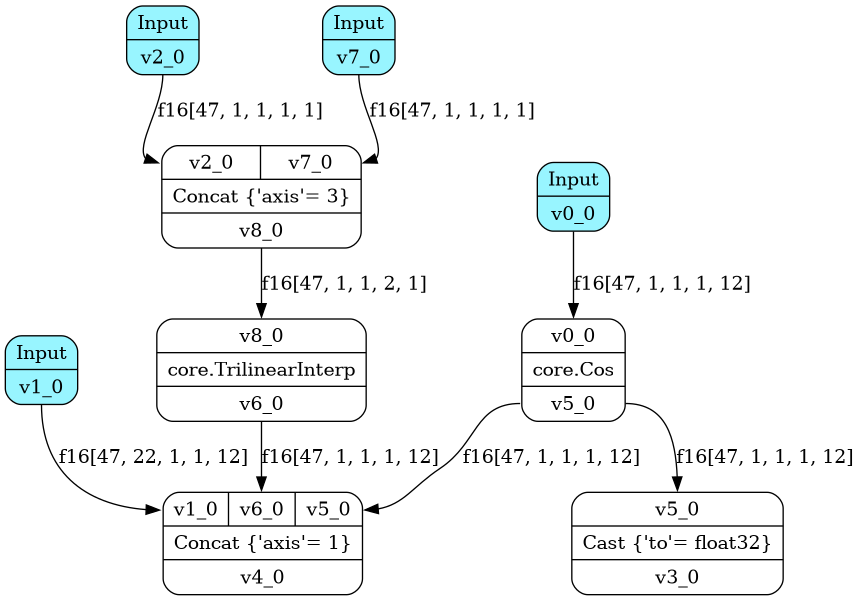 Input
v2_0
Input
v7_0
f16[47, 1, 1, 1, 1]
f16[47, 1, 1, 1, 1]
v2_0 v7_0
Concat {'axis'= 3}
v8_0
Input
v0_0
f16[47, 1, 1, 2, 1]
f16[47, 1, 1, 1, 12]
v8_0
core.TrilinearInterp
v6_0
v0_0
core.Cos
v5_0
Input
v1_0
f16[47, 22, 1, 1, 12]
f16[47, 1, 1, 1, 12]
f16[47, 1, 1, 1, 12]
f16[47, 1, 1, 1, 12]
v1_0 v6_0 v5_0
Concat {'axis'= 1}
v4_0
v5_0
Cast {'to'= float32}
v3_0